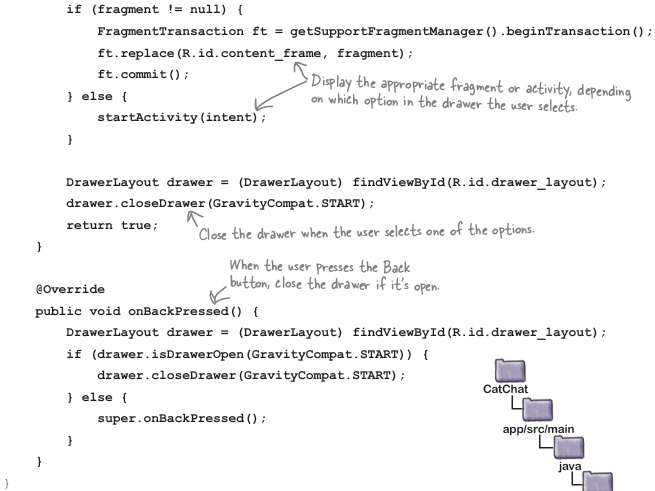 if (fragment != null) {
FragmentTransaction ft = getSupportFragmentManager().beginTransaction();
ft.replace(R.id.content_frame, fragment);
ft.commit();
Display the appropriate fragment or activity, depending
on which option in the drawer the user selects.
} else {
startActivity(intent);
}
DrawerLayout drawer = (DrawerLayout) findViewById(R.id.drawer_layout);
drawer.closeDrawer(GravityCompat.START);
return true;
Close the drawer when the user selects one of the options.
}
When the user presses the Back
button, close the drawer if it's open.
@Override
public void onBackPressed() {
DrawerLayout drawer = (DrawerLayout) findViewById(R.id.drawer_layout);
if (drawer.isDrawerOpen(GravityCompat.START)) {
drawer.closeDrawer(GravityCompat.START);
} else {
super.onBackPressed();
}
}
}
CatChat
app/src/main
java